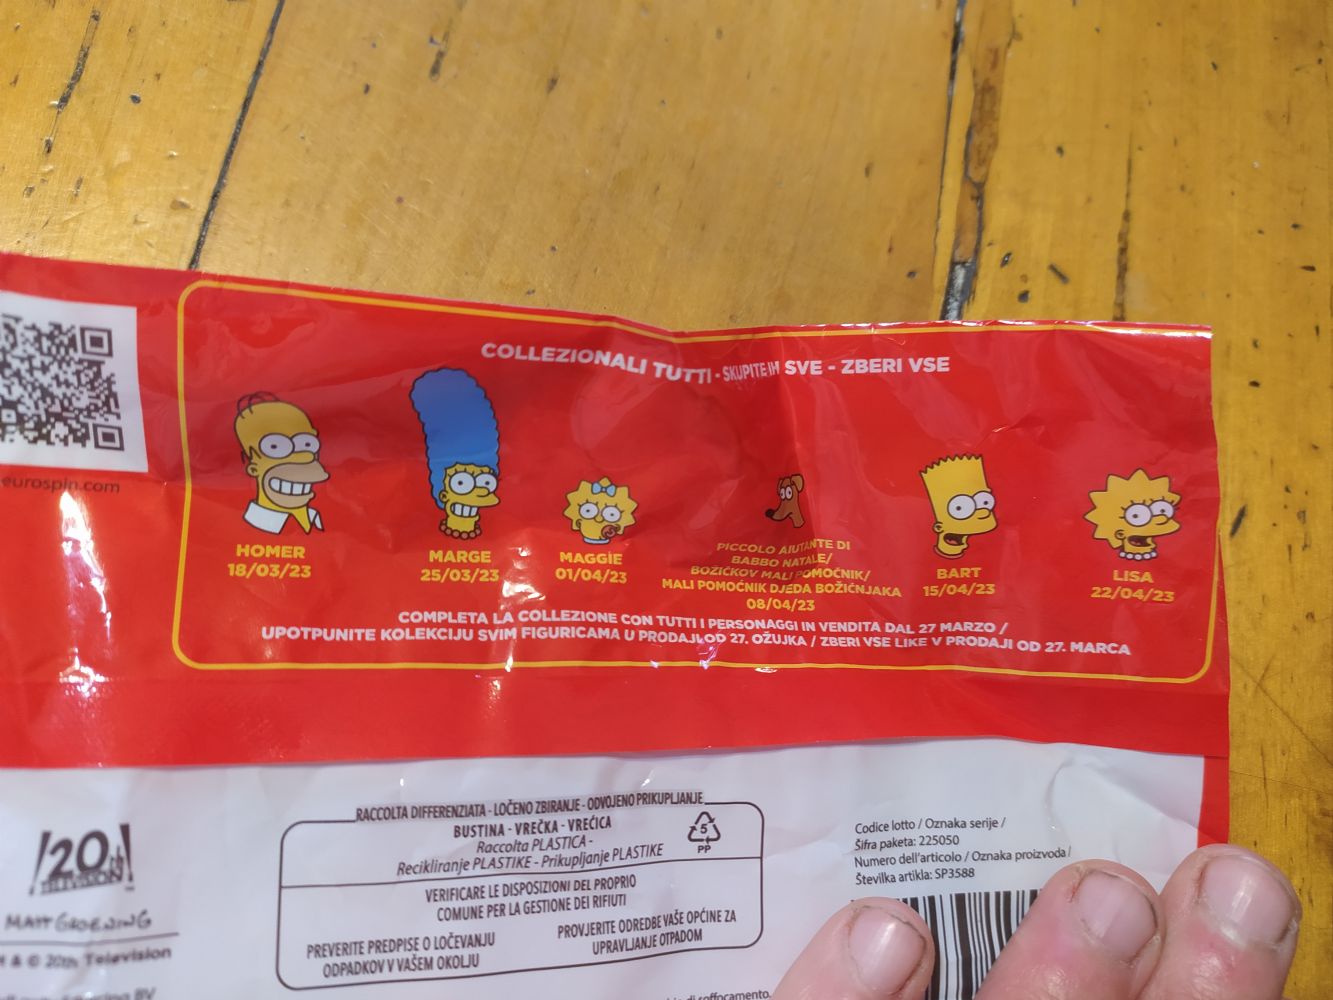 COLLEZIONALI TUTTI - SKUPITE IH SVE - ZBERI VSE
eurospin.com
HOMER
18/03/23
MARGE
25/03/23
MAGGIE
01/04/23
PICCOLO AIUTANTE DI
BABBO NATALE/
BOŽIČKOV MALI POMOČNIK/
MALI POMOČNIK DJEDA BOŽIČNJAKA
08/04/23
BART
15/04/23
LISA
22/04/23
COMPLETA LA COLLEZIONE CON TUTTI I PERSONAGGI IN VENDITA DAL 27 MARZO /
UPOTPUNITE KOLEKCIJU SVIM FIGURICAMA U PRODAJI OD 27. OŽUJKA / ZBERI VSE LIKE V PRODAJI OD 27. MARCA
20th
TELEVISION
MATT GROENING
& © 20th Television
BV
RACCOLTA DIFFERENZIATA - LOČENO ZBIRANJE - ODVOJENO PRIKUPLJANJE
BUSTINA - VREČKA - VREĆICA
Raccolta PLASTICA -
Recikliranje PLASTIKE - Prikupljanje PLASTIKE
5
PP
VERIFICARE LE DISPOSIZIONI DEL PROPRIO
COMUNE PER LA GESTIONE DEI RIFIUTI
PREVERITE PREDPISE O LOČEVANJU
ODPADKOV V VAŠEM OKOLJU
PROVJERITE ODREDBE VAŠE OPĆINE ZA
UPRAVLJANJE OTPADOM
Codice lotto / Oznaka serije /
Šifra paketa: 225050
Numero dell'articolo / Oznaka proizvoda /
Številka artikla: SP3588
di soffocamento.